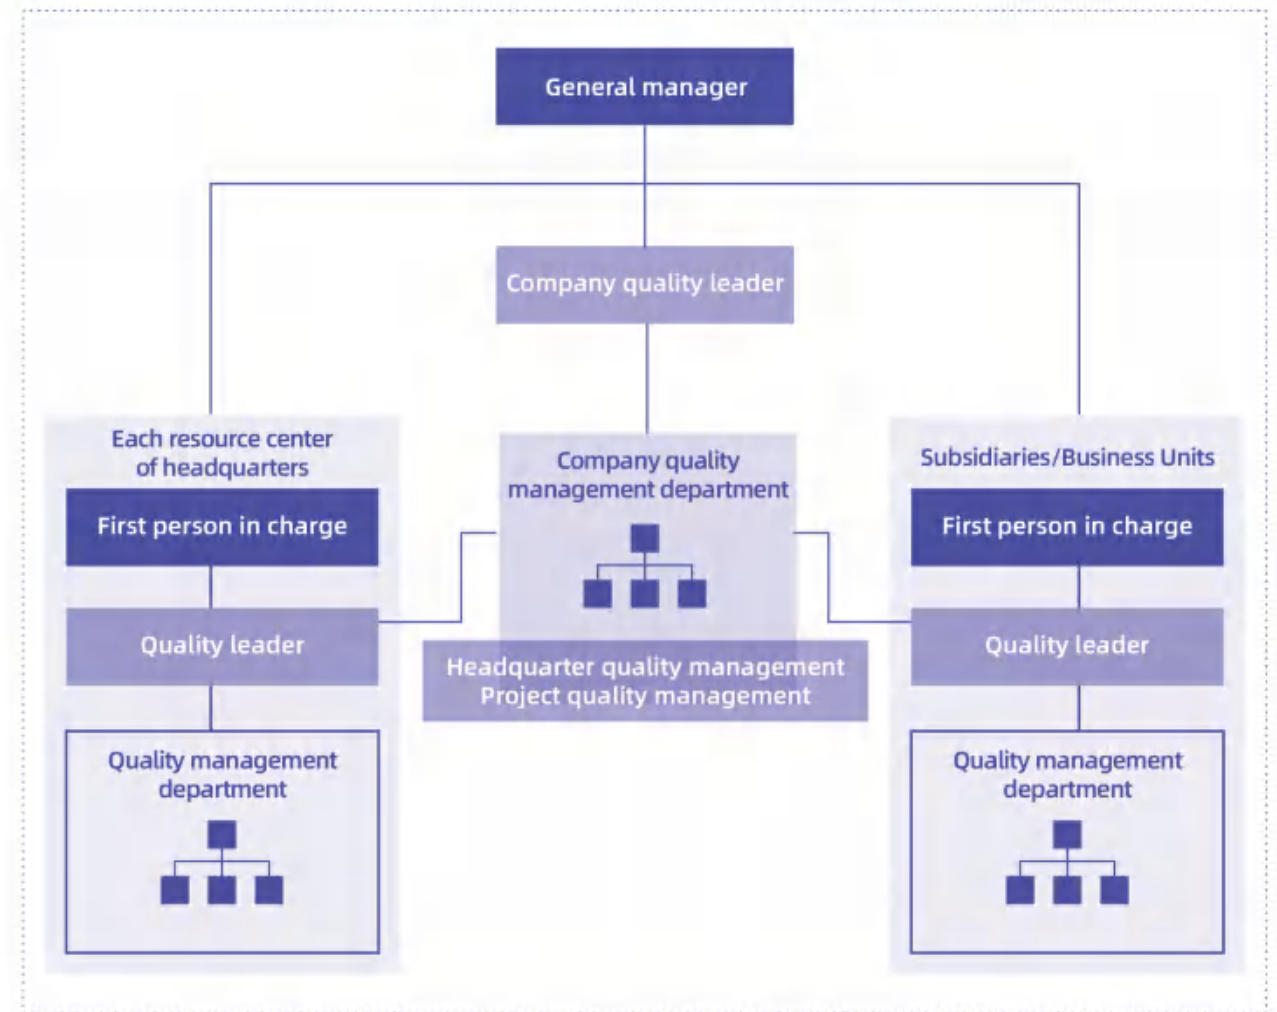 General manager
Company quality leader
Each resource center
of headquarters
First person in charge
Quality leader
Quality management
department
Company quality
management department
Headquarter quality management
Project quality management
Subsidiaries/Business Units
First person in charge
Quality leader
Quality management
department